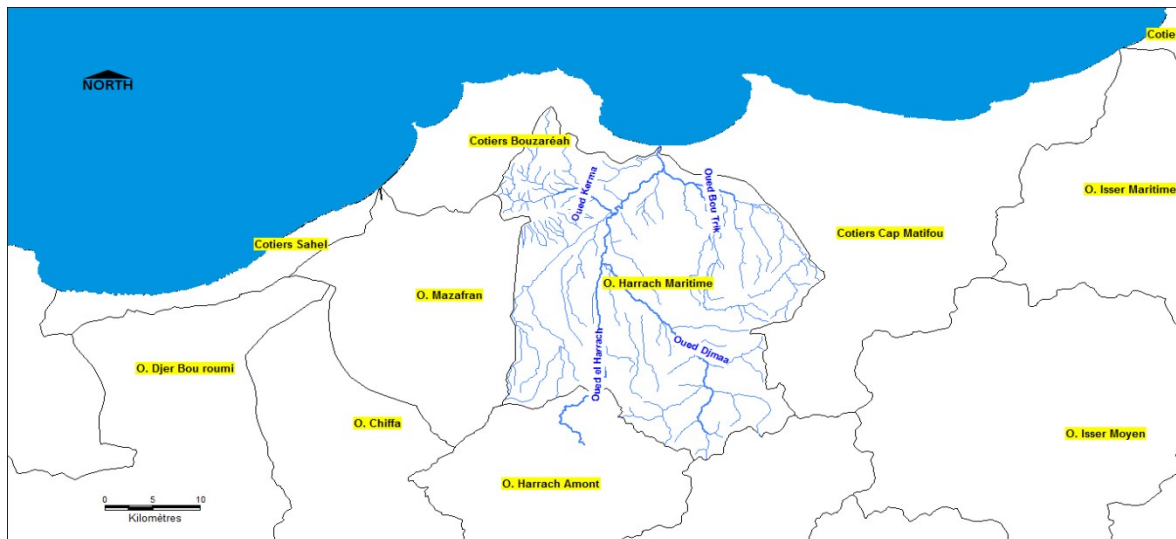 Cotie
NORTH
Cotiers Bouzaréah
Oued Kerma
Oued Bou Trik
O. Isser Maritime
Cotiers Cap Matifou
Cotiers Sahel
O. Harrach Maritime
O. Mazafran
Oued Djmaa
Oued el Harrach
O. Djer Bou roumi
O. Chiffa
O. Isser Moyen
O. Harrach Amont
0 5 10
Kilomètres